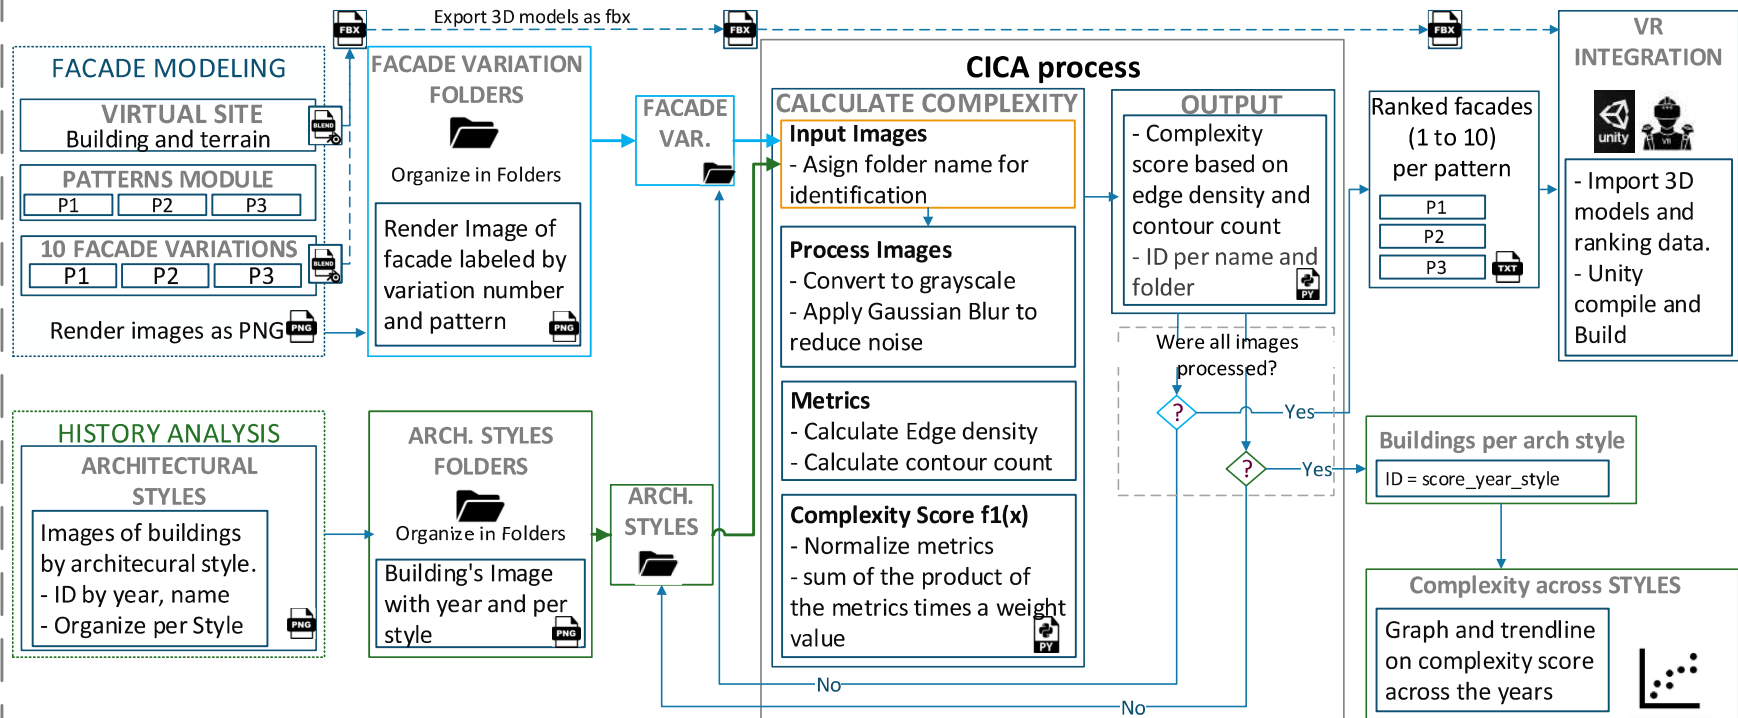 Export 3D models as fbx
FBX
FBX
FBX
FACADE MODELING
VIRTUAL SITE
Building and terrain
BLEND
PATTERNS MODULE
P1
P2
P3
10 FACADE VARIATIONS
P1
P2
P3
BLEND
Render images as PNG
PNG
FACADE VARIATION
FOLDERS
Organize in Folders
Render Image of
facade labeled by
variation number
and pattern
PNG
FACADE
VAR.
CICA process
CALCULATE COMPLEXITY
Input Images
- Asign folder name for
identification
Process Images
- Convert to grayscale
- Apply Gaussian Blur to
reduce noise
Metrics
- Calculate Edge density
- Calculate contour count
Complexity Score f1(x)
- Normalize metrics
- sum of the product of
the metrics times a weight
value
PY
OUTPUT
- Complexity
score based on
edge density and
contour count
- ID per name and
folder
PY
Were all images
processed?
?
Yes
?
Yes
No
No
Ranked facades
(1 to 10)
per pattern
P1
P2
P3
TXT
VR
INTEGRATION
unity
VR
- Import 3D
models and
ranking data.
- Unity
compile and
Build
HISTORY ANALYSIS
ARCHITECTURAL
STYLES
Images of buildings
by architecural style.
- ID by year, name
- Organize per Style
PNG
ARCH. STYLES
FOLDERS
Organize in Folders
Building's Image
with year and per
style
PNG
ARCH.
STYLES
Buildings per arch style
ID = score_year_style
Complexity across STYLES
Graph and trendline
on complexity score
across the years